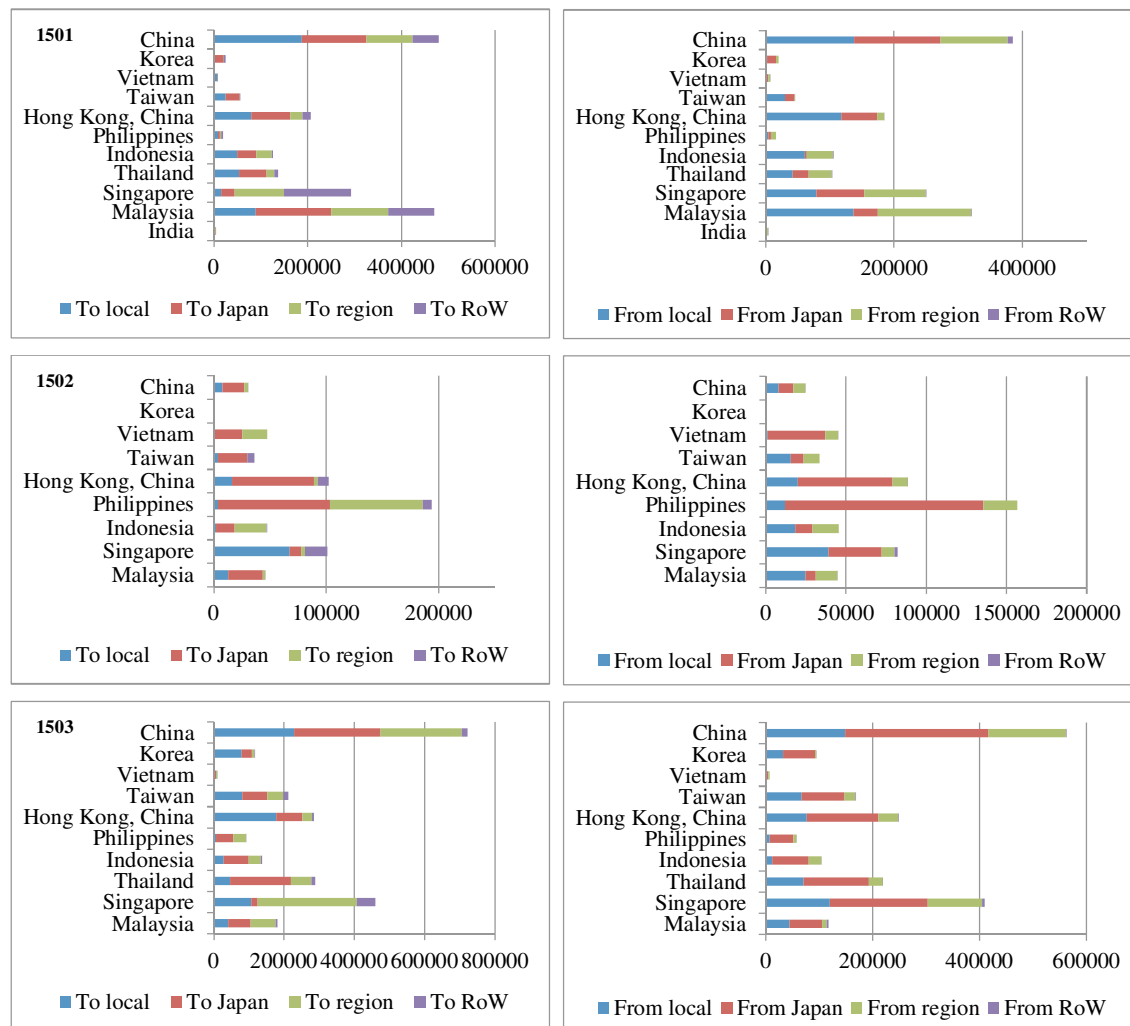 1501
China
Korea
Vietnam
Taiwan
Hong Kong, China
Philippines
Indonesia
Thailand
Singapore
Malaysia
India
0 200000 400000 600000
To local To Japan To region To RoW
China
Korea
Vietnam
Taiwan
Hong Kong, China
Philippines
Indonesia
Thailand
Singapore
Malaysia
India
0 200000 400000
From local From Japan From region From RoW
1502
China
Korea
Vietnam
Taiwan
Hong Kong, China
Philippines
Indonesia
Singapore
Malaysia
0 100000 200000
To local To Japan To region To RoW
China
Korea
Vietnam
Taiwan
Hong Kong, China
Philippines
Indonesia
Singapore
Malaysia
0 50000 100000 150000 200000
From local From Japan From region From RoW
1503
China
Korea
Vietnam
Taiwan
Hong Kong, China
Philippines
Indonesia
Thailand
Singapore
Malaysia
0 200000 400000 600000 800000
To local To Japan To region To RoW
China
Korea
Vietnam
Taiwan
Hong Kong, China
Philippines
Indonesia
Thailand
Singapore
Malaysia
0 200000 400000 600000
From local From Japan From region From RoW